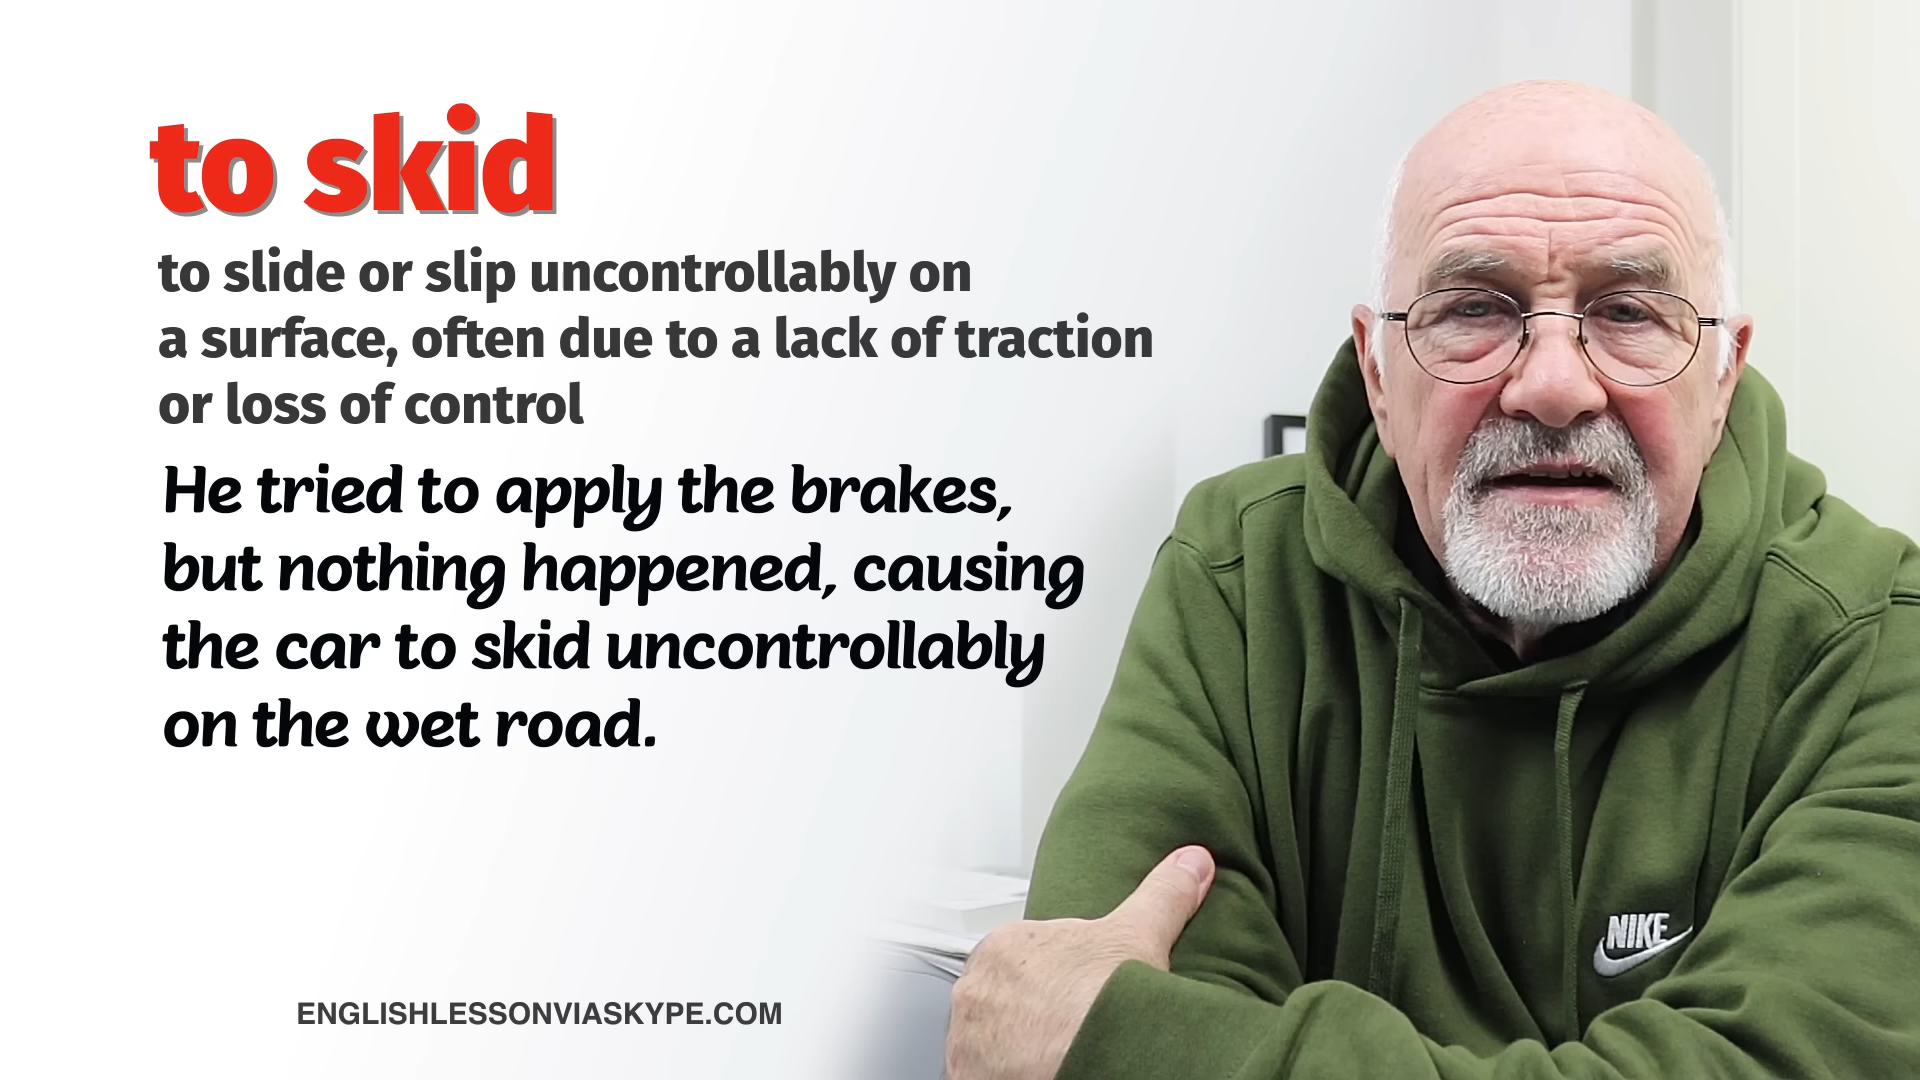 to skid
to slide or slip uncontrollably on
a surface, often due to a lack of traction
or loss of control
He tried to apply the brakes,
but nothing happened, causing
the car to skid uncontrollably
on the wet road.
NIKE
ENGLISHLESSONVIASKYPE.COM